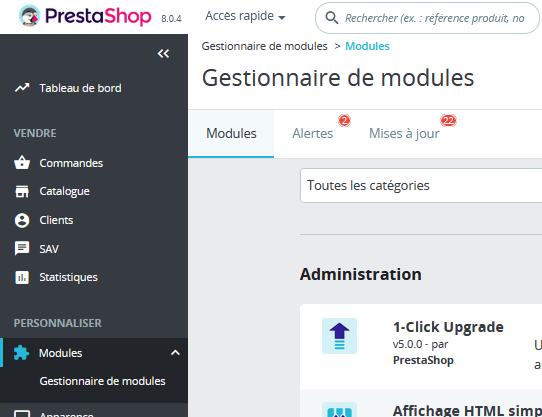 PrestaShop 8.0.4
Accès rapide
Rechercher (ex. : référence produit, no
Gestionnaire de modules > Modules
Gestionnaire de modules
Tableau de bord
VENDRE
Commandes
Catalogue
Clients
SAV
Statistiques
PERSONNALISER
Modules
Gestionnaire de modules
Apparence
Modules
Alertes 2
Mises à jour 22
Toutes les catégories
Administration
1-Click Upgrade
v5.0.0 - par
PrestaShop
U
a
Affichage HTML simp